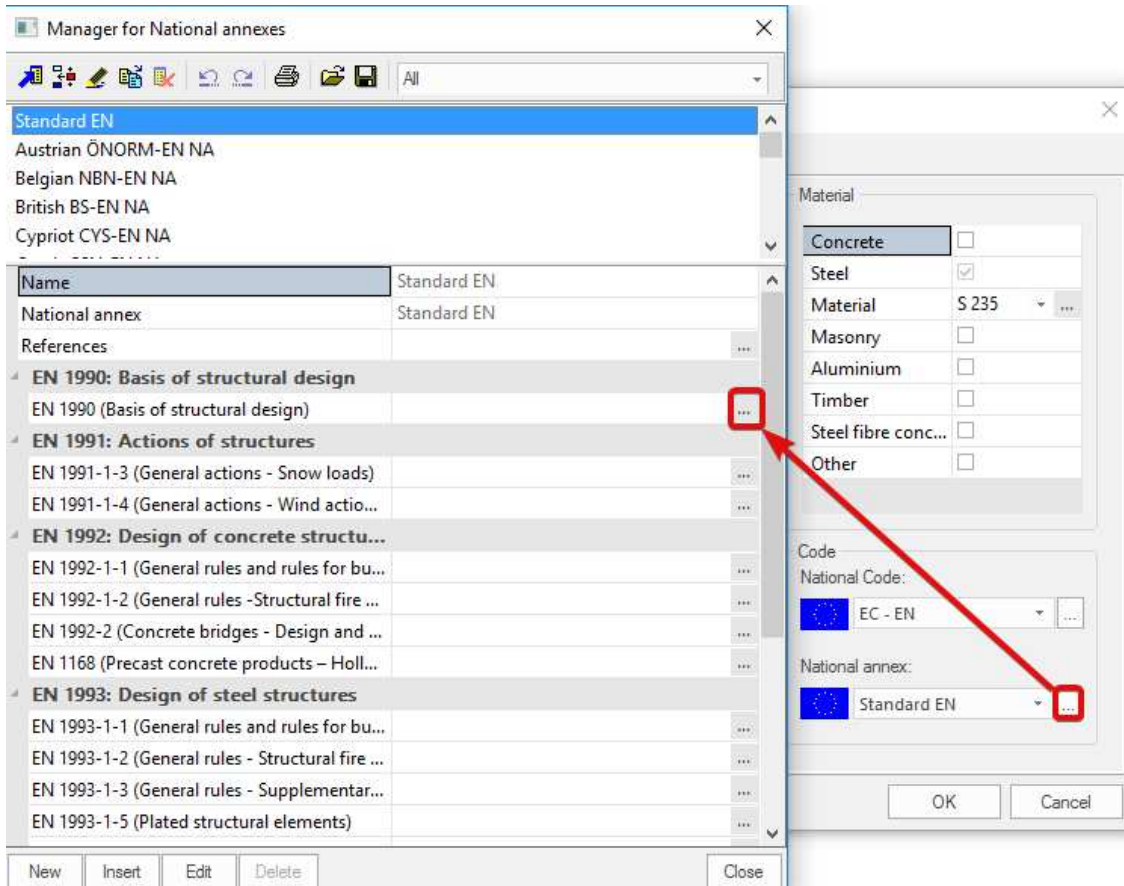 Manager for National annexes
All
Standard EN
Austrian ÖNORM-EN NA
Belgian NBN-EN NA
British BS-EN NA
Cypriot CYS-EN NA
Name Standard EN
National annex Standard EN
References ...
EN 1990: Basis of structural design
EN 1990 (Basis of structural design) ...
EN 1991: Actions of structures
EN 1991-1-3 (General actions - Snow loads) ...
EN 1991-1-4 (General actions - Wind actio... ...
EN 1992: Design of concrete structu...
EN 1992-1-1 (General rules and rules for bu... ...
EN 1992-1-2 (General rules -Structural fire ... ...
EN 1992-2 (Concrete bridges - Design and ... ...
EN 1168 (Precast concrete products – Holl... ...
EN 1993: Design of steel structures
EN 1993-1-1 (General rules and rules for bu... ...
EN 1993-1-2 (General rules - Structural fire ... ...
EN 1993-1-3 (General rules - Supplementar... ...
EN 1993-1-5 (Plated structural elements) ...
New Insert Edit Delete Close
Material
Concrete
Steel
Material S 235 ...
Masonry
Aluminium
Timber
Steel fibre conc...
Other
Code
National Code:
EC - EN ...
National annex:
Standard EN ...
OK Cancel